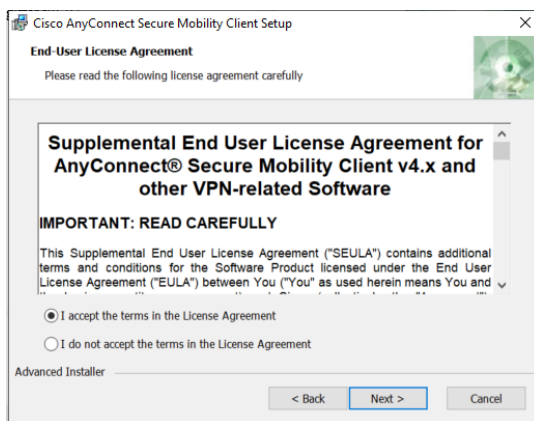 Cisco AnyConnect Secure Mobility Client Setup
End-User License Agreement
Please read the following license agreement carefully
Supplemental End User License Agreement for
AnyConnect® Secure Mobility Client v4.x and
other VPN-related Software
IMPORTANT: READ CAREFULLY
This Supplemental End User License Agreement ("SEULA") contains additional
terms and conditions for the Software Product licensed under the End User
License Agreement ("EULA") between You ("You" as used herein means You and
I accept the terms in the License Agreement
I do not accept the terms in the License Agreement
Advanced Installer
< Back
Next >
Cancel